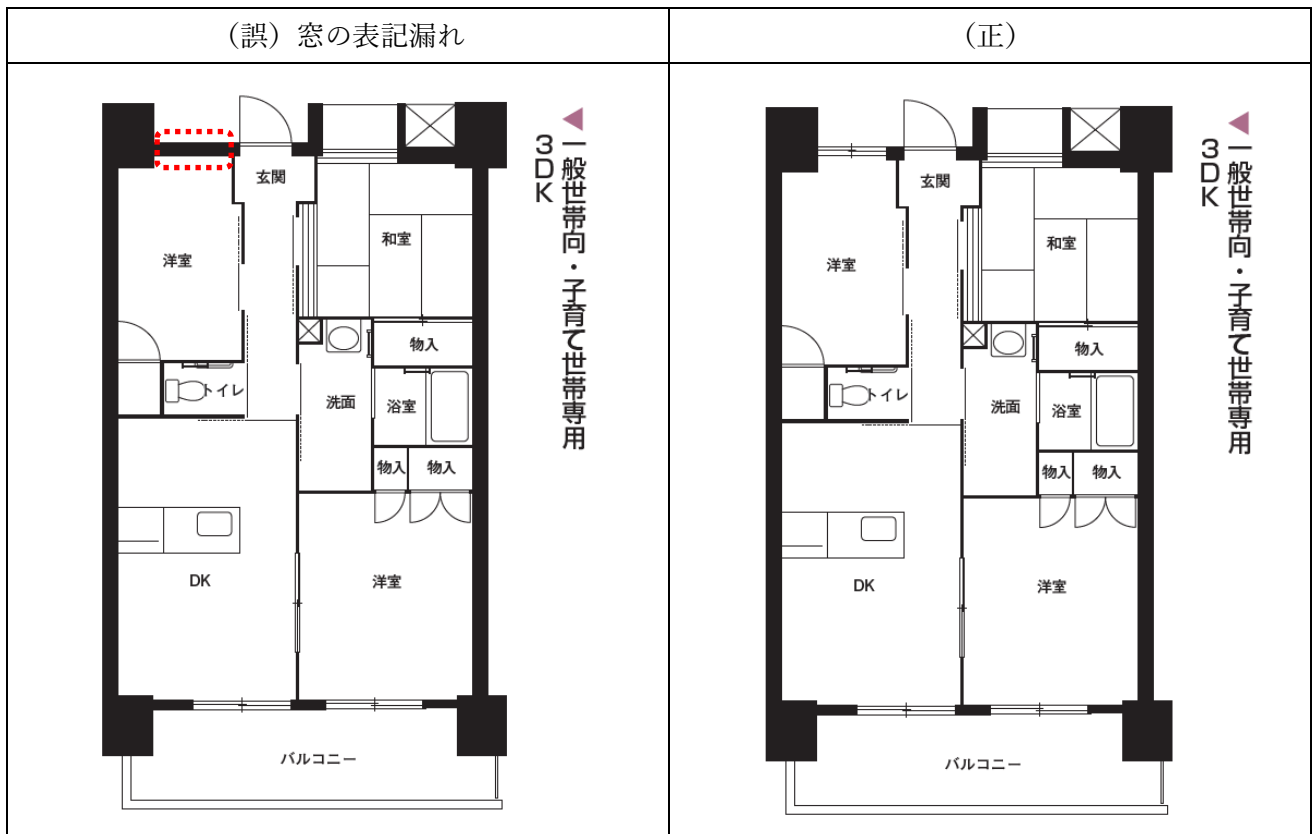 (誤)窓の表記漏れ
(正)
◀一般世帯向・子育て世帯専用
3DK
玄関
洋室
和室
物入
トイレ
洗面
浴室
物入
物入
DK
洋室
バルコニー
◀一般世帯向・子育て世帯専用
3DK
玄関
洋室
和室
物入
トイレ
洗面
浴室
物入
物入
DK
洋室
バルコニー